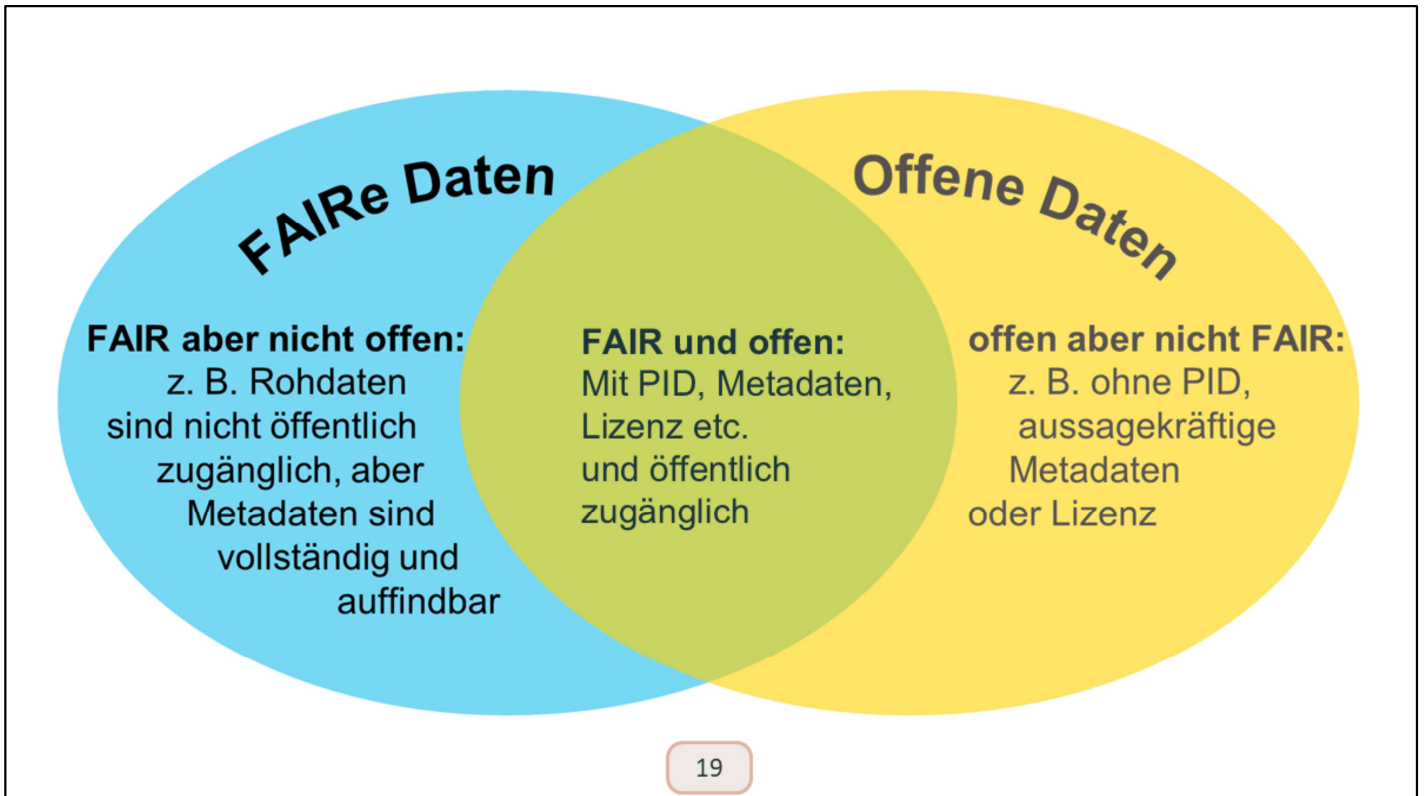 FAIRe Daten
FAIR aber nicht offen:
z. B. Rohdaten
sind nicht öffentlich
zugänglich, aber
Metadaten sind
vollständig und
auffindbar
FAIR und offen:
Mit PID, Metadaten,
Lizenz etc.
und öffentlich
zugänglich
Offene Daten
offen aber nicht FAIR:
z. B. ohne PID,
aussagekräftige
Metadaten
oder Lizenz
19